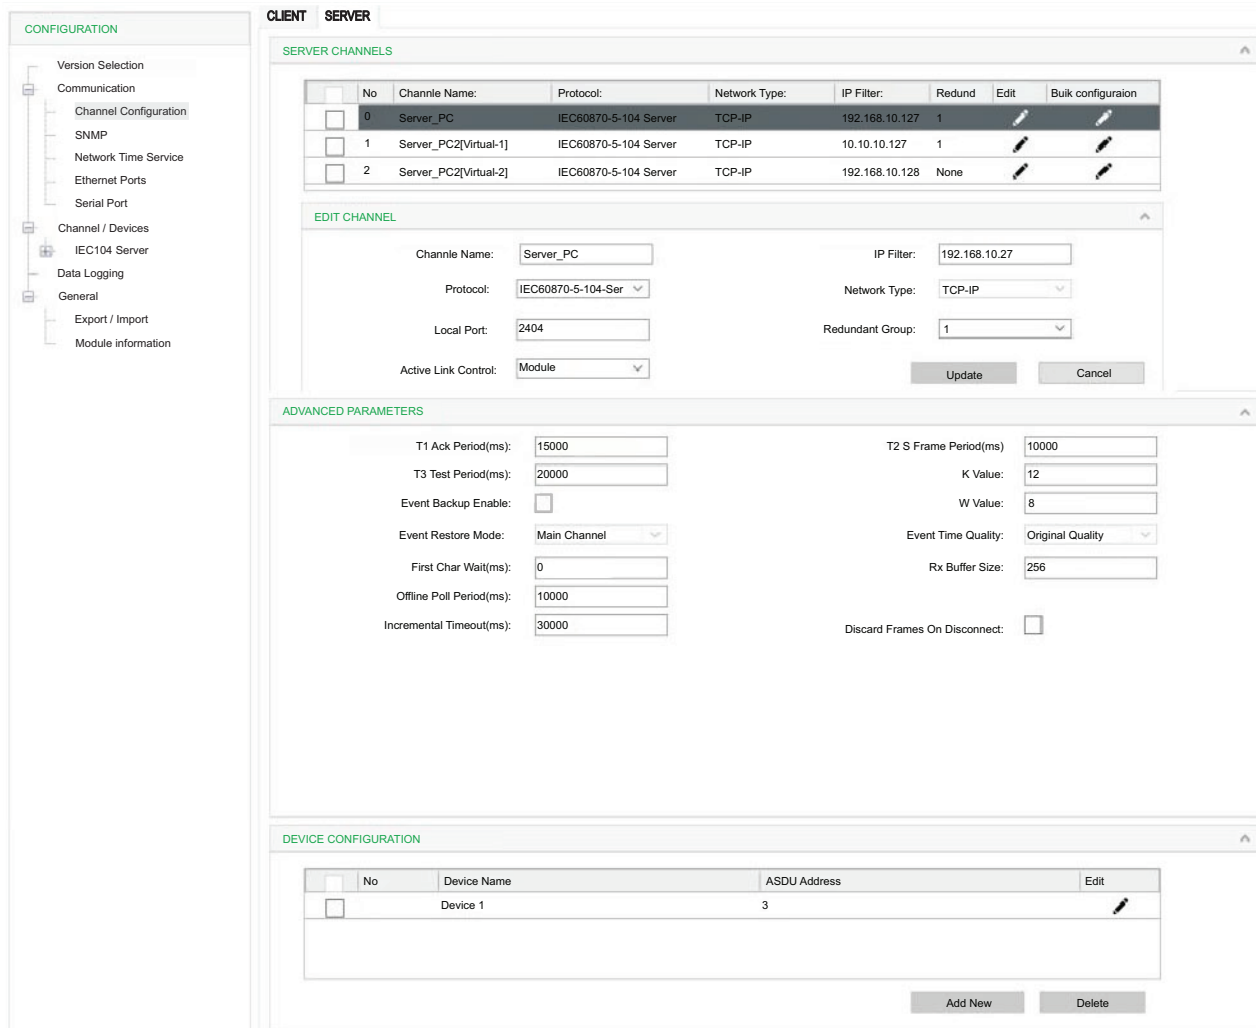 CONFIGURATION
Version Selection
Communication
Channel Configuration
SNMP
Network Time Service
Ethernet Ports
Serial Port
Channel / Devices
IEC104 Server
Data Logging
General
Export / Import
Module information
CLIENT SERVER
SERVER CHANNELS
No Channle Name: Protocol: Network Type: IP Filter: Redund Edit Buik configuraion
0 Server_PC IEC60870-5-104 Server TCP-IP 192.168.10.127 1
1 Server_PC2[Virtual-1] IEC60870-5-104 Server TCP-IP 10.10.10.127 1
2 Server_PC2[Virtual-2] IEC60870-5-104 Server TCP-IP 192.168.10.128 None
EDIT CHANNEL
Channle Name: Server_PC IP Filter: 192.168.10.27
Protocol: IEC60870-5-104-Ser Network Type: TCP-IP
Local Port: 2404 Redundant Group: 1
Active Link Control: Module Update Cancel
ADVANCED PARAMETERS
T1 Ack Period(ms): 15000 T2 S Frame Period(ms) 10000
T3 Test Period(ms): 20000 K Value: 12
Event Backup Enable: W Value: 8
Event Restore Mode: Main Channel Event Time Quality: Original Quality
First Char Wait(ms): 0 Rx Buffer Size: 256
Offline Poll Period(ms): 10000
Incremental Timeout(ms): 30000 Discard Frames On Disconnect:
DEVICE CONFIGURATION
No Device Name ASDU Address Edit
Device 1 3
Add New Delete